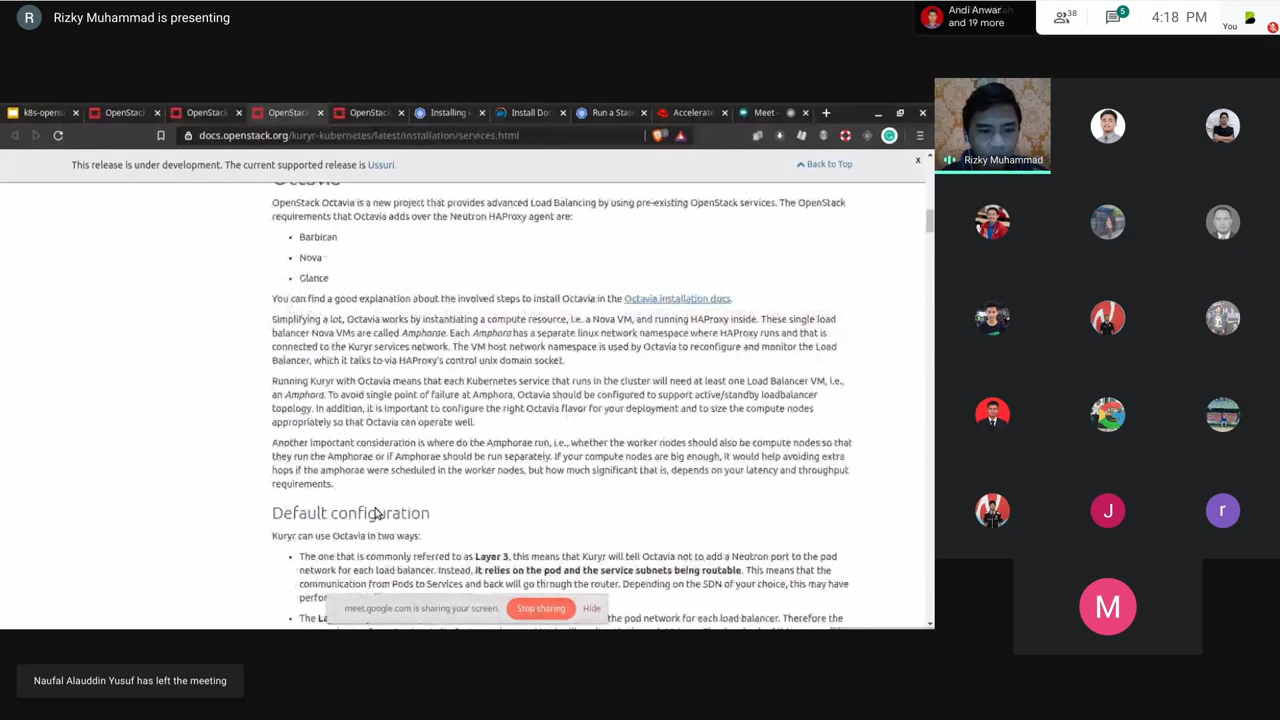 R Rizky Muhammad is presenting
Andi Anwar
and 19 more
38
5
4:18 PM
You
k8s-opens
OpenStack
OpenStack
OpenStack
OpenStack
Installing
Install Do
Run a Sta
Accelerate
Meet -
docs.openstack.org/kuryr-kubernetes/latest/installation/services.html
This release is under development. The current supported release is Ussuri.
Back to Top
x
Octavia
OpenStack Octavia is a new project that provides advanced Load Balancing by using pre-existing OpenStack services. The OpenStack
requirements that Octavia adds over the Neutron HAProxy agent are:
• Barbican
• Nova
• Glance
You can find a good explanation about the involved steps to install Octavia in the Octavia installation docs.
Simplifying a lot, Octavia works by instantiating a compute resource, i.e. a Nova VM, and running HAProxy inside. These single load
balancer Nova VMs are called Amphorae. Each Amphora has a separate linux network namespace where HAProxy runs and that is
connected to the Kuryr services network. The VM host network namespace is used by Octavia to reconfigure and monitor the Load
Balancer, which it talks to via HAProxy's control unix domain socket.
Running Kuryr with Octavia means that each Kubernetes service that runs in the cluster will need at least one Load Balancer VM, i.e.,
an Amphora. To avoid single point of failure at Amphora, Octavia should be configured to support active/standby loadbalancer
topology. In addition, it is important to configure the right Octavia flavor for your deployment and to size the compute nodes
appropriately so that Octavia can operate well.
Another important consideration is where do the Amphorae run, i.e., whether the worker nodes should also be compute nodes so that
they run the Amphorae or if Amphorae should be run separately. If your compute nodes are big enough, it would help avoiding extra
hops if the amphorae were scheduled in the worker nodes, but how much significant that is, depends on your latency and throughput
requirements.
Default configuration
Kuryr can use Octavia in two ways:
• The one that is commonly referred to as Layer 3, this means that Kuryr will tell Octavia not to add a Neutron port to the pod
network for each load balancer. Instead, it relies on the pod and the service subnets being routable. This means that the
communication from Pods to Services and back will go through the router. Depending on the SDN of your choice, this may have
perfor
• The La
the pod network for each load balancer. Therefore the
meet.google.com is sharing your screen.
Stop sharing
Hide
Rizky Muhammad
J
r
M
Naufal Alauddin Yusuf has left the meeting